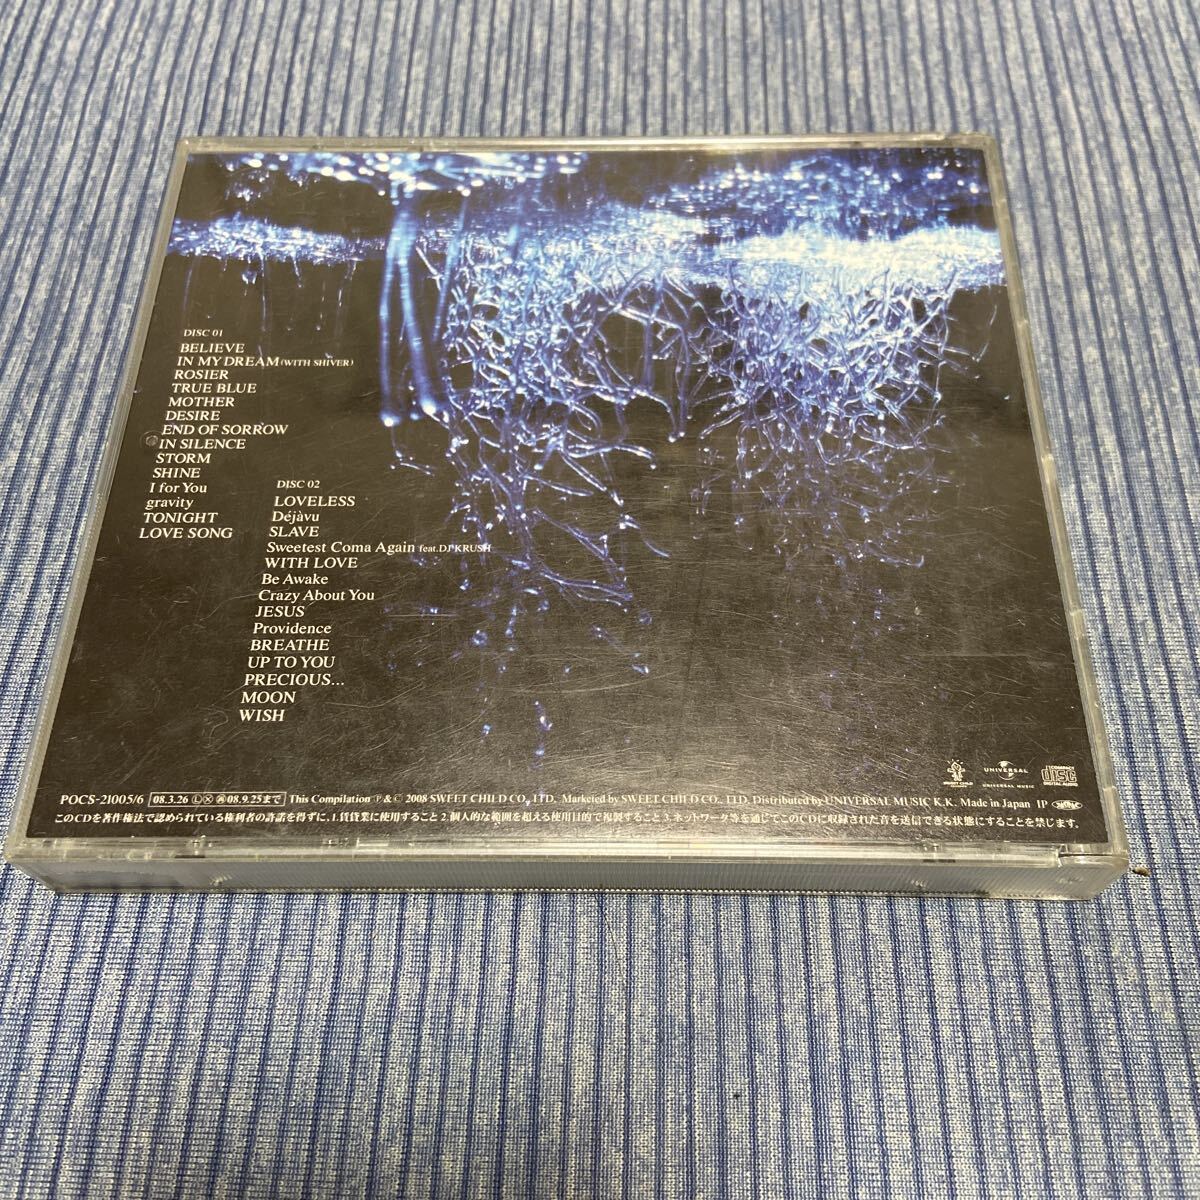 DISC 01
BELIEVE
IN MY DREAM (WITH SHIVER)
ROSIER
TRUE BLUE
MOTHER
DESIRE
END OF SORROW
IN SILENCE
STORM
SHINE
I for You
gravity
TONIGHT
LOVE SONG
DISC 02
LOVELESS
Déjàvu
SLAVE
Sweetest Coma Again feat.DJ KRUSH
WITH LOVE
Be Awake
Crazy About You
JESUS
Providence
BREATHE
UP TO YOU
PRECIOUS...
MOON
WISH
UNIVERSAL
UNIVERSAL MUSIC
COMPACT
DISC
DIGITAL AUDIO
POCS-21005/6 08.3.26 Ⓛ Ⓧ 08.9.25まで This Compilation Ⓟ & © 2008 SWEET CHILD CO., LTD. Marketed by SWEET CHILD CO., LTD. Distributed by UNIVERSAL MUSIC K.K. Made in Japan
このCDを著作権法で認められている権利者の許諾を得ずに、1.賃貸業に使用すること 2.個人的な範囲を超える使用目的で複製すること 3.ネットワーク等を通じてこのCDに収録された音を送信できる状態にすることを禁じます。